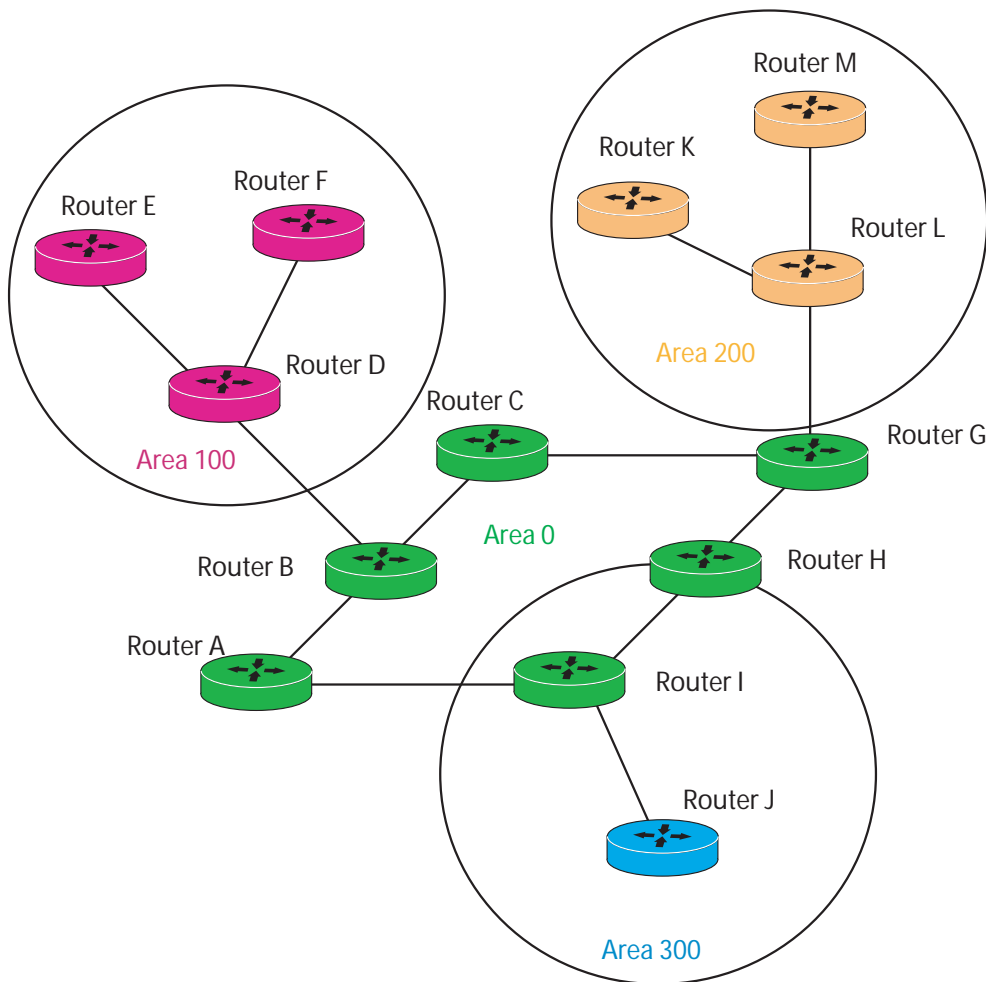 Router M
Router K
Router F
Router E
Router L
Area 200
Router D
Router C
Router G
Area 100
Area 0
Router B
Router H
Router A
Router I
Router J
Area 300